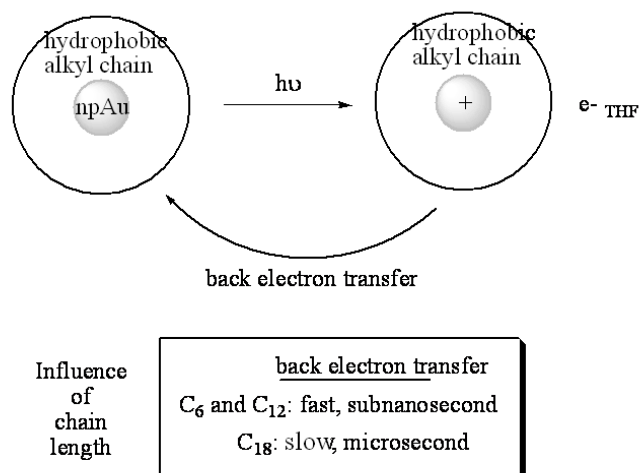 hydrophobic
alkyl chain
npAu
hυ
hydrophobic
alkyl chain
+
e- THF
back electron transfer
Influence
of
chain
length
back electron transfer
C6 and C12: fast, subnanosecond
C18: slow, microsecond